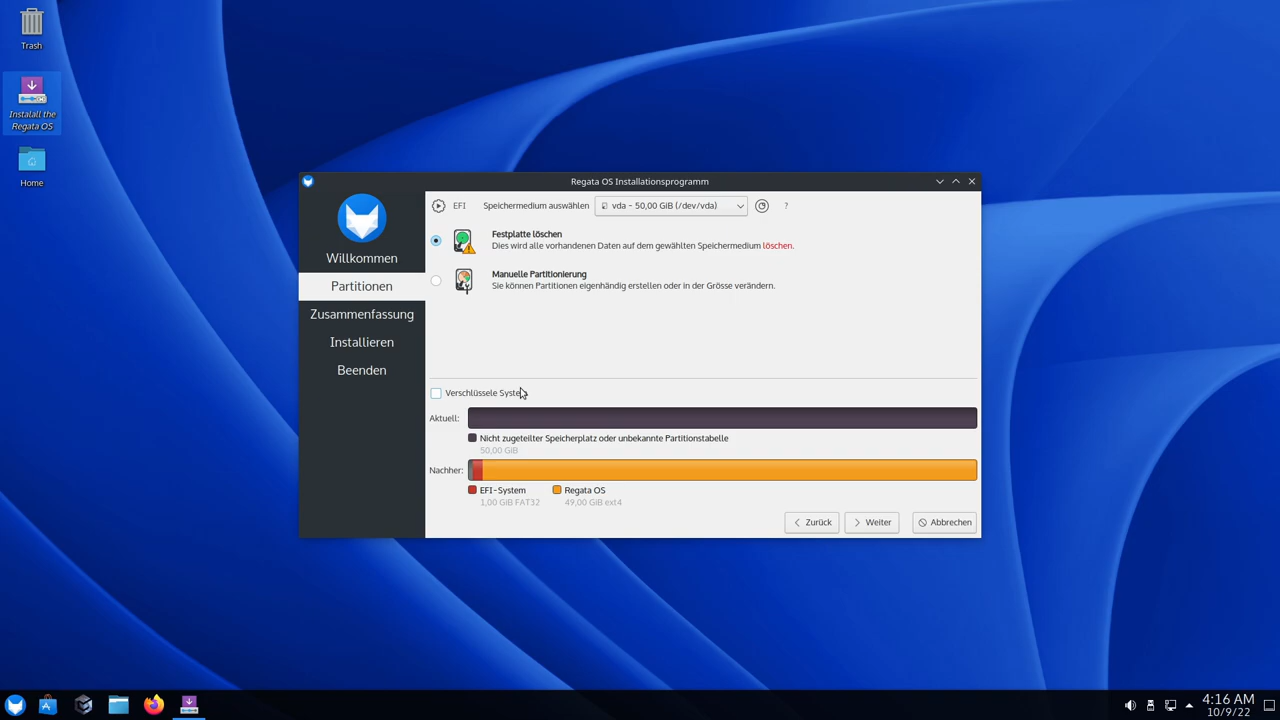 Trash
Instalall the
Regata OS
Home
Regata OS Installationsprogramm
Willkommen
Partitionen
Zusammenfassung
Installieren
Beenden
EFI Speichermedium auswählen vda - 50,00 GiB (/dev/vda) ?
Festplatte löschen
Dies wird alle vorhandenen Daten auf dem gewählten Speichermedium löschen.
Manuelle Partitionierung
Sie können Partitionen eigenhändig erstellen oder in der Grösse verändern.
Verschlüssele System
Aktuell:
Nicht zugeteilter Speicherplatz oder unbekannte Partitionstabelle
50,00 GiB
Nachher:
EFI-System Regata OS
1,00 GiB FAT32 49,00 GiB ext4
Zurück Weiter Abbrechen
4:16 AM
10/9/22